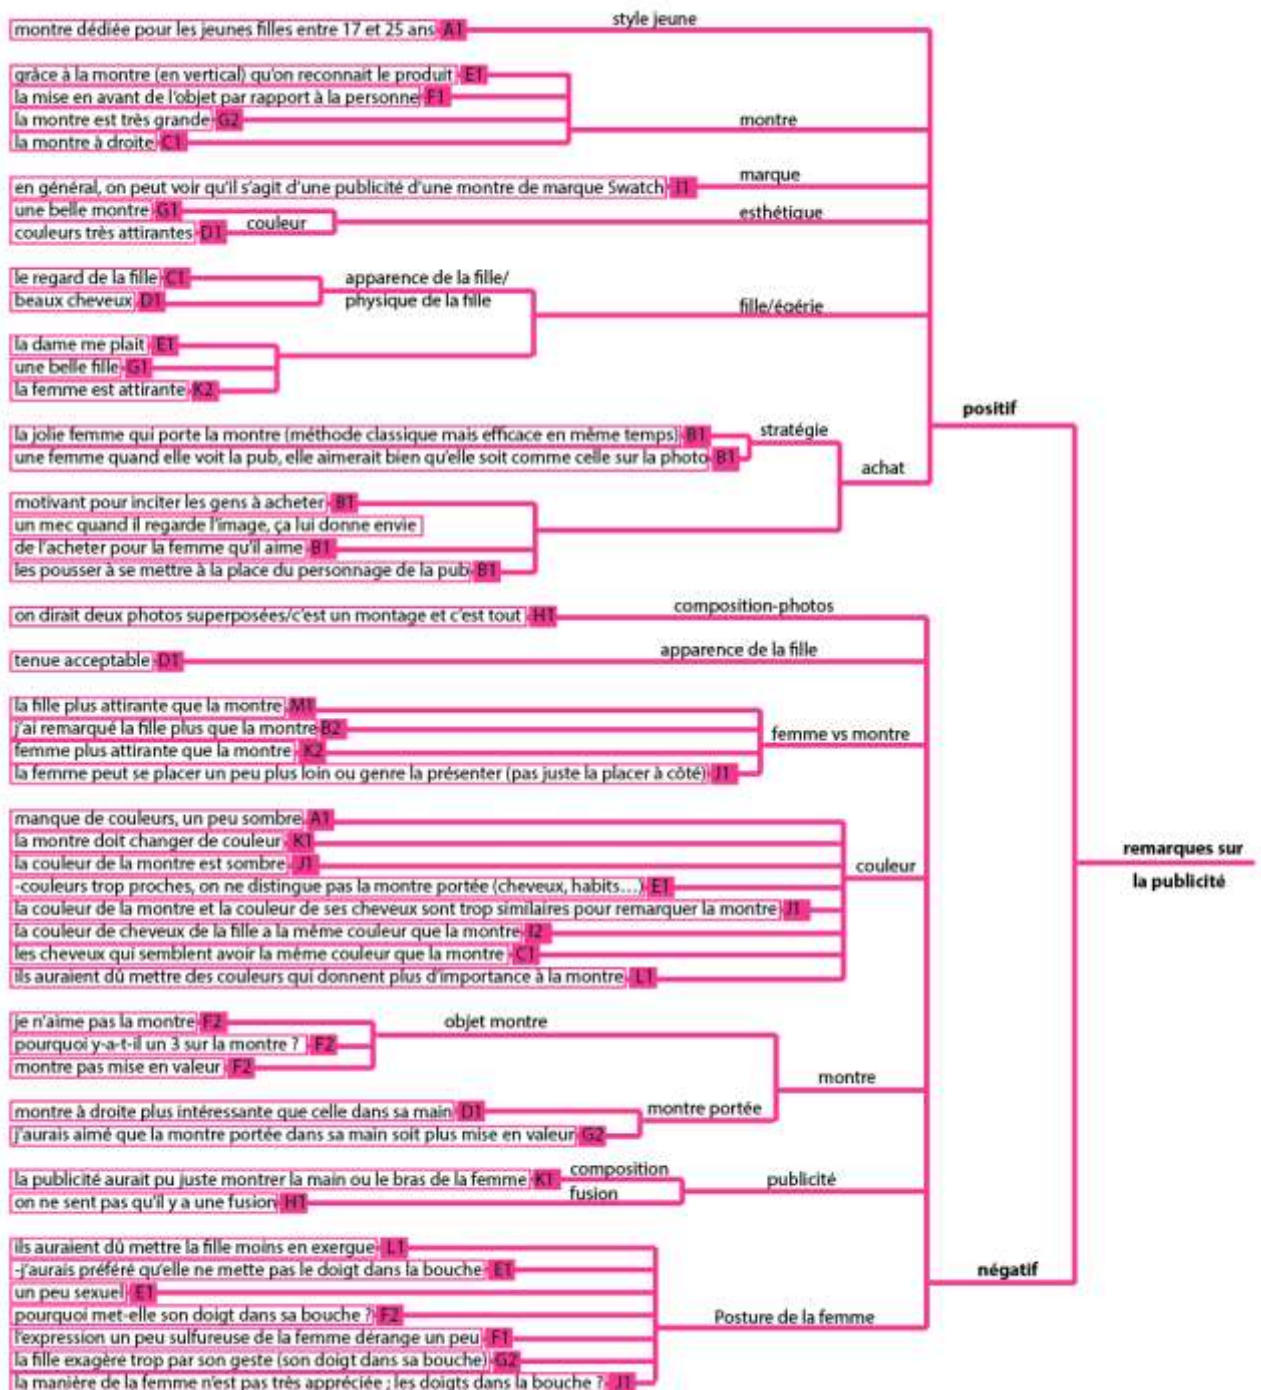 montre dédiée pour les jeunes filles entre 17 et 25 ans A1 style jeune
grâce à la montre (en vertical) qu'on reconnait le produit E1
la mise en avant de l'objet par rapport à la personne F1
la montre est très grande G2 montre
la montre à droite C1
en général, on peut voir qu'il s'agit d'une publicité d'une montre de marque Swatch I1 marque
une belle montre G1 esthétique
couleurs très attirantes D1 couleur
le regard de la fille C1 apparence de la fille/
beaux cheveux D1 physique de la fille fille/égérie
la dame me plait E1
une belle fille G1
la femme est attirante K2
positif
la jolie femme qui porte la montre (méthode classique mais efficace en même temps) B1 stratégie
une femme quand elle voit la pub, elle aimerait bien qu'elle soit comme celle sur la photo B1 achat
motivant pour inciter les gens à acheter B1
un mec quand il regarde l'image, ça lui donne envie
de l'acheter pour la femme qu'il aime B1
les pousser à se mettre à la place du personnage de la pub B1
on dirait deux photos superposées/c'est un montage et c'est tout H1 composition-photos
tenue acceptable D1 apparence de la fille
la fille plus attirante que la montre M1
j'ai remarqué la fille plus que la montre B2 femme vs montre
femme plus attirante que la montre K2
la femme peut se placer un peu plus loin ou genre la présenter (pas juste la placer à côté) J1
manque de couleurs, un peu sombre A1
la montre doit changer de couleur K1 remarques sur
la couleur de la montre est sombre J1 couleur
-couleurs trop proches, on ne distingue pas la montre portée (cheveux, habits…) E1 la publicité
la couleur de la montre et la couleur de ses cheveux sont trop similaires pour remarquer la montre J1
la couleur de cheveux de la fille a la même couleur que la montre I2
les cheveux qui semblent avoir la même couleur que la montre C1
ils auraient dû mettre des couleurs qui donnent plus d'importance à la montre L1
je n'aime pas la montre F2 objet montre
pourquoi y-a-t-il un 3 sur la montre ? F2
montre pas mise en valeur F2 montre
montre à droite plus intéressante que celle dans sa main D1 montre portée
j'aurais aimé que la montre portée dans sa main soit plus mise en valeur G2
la publicité aurait pu juste montrer la main ou le bras de la femme K1 composition publicité
on ne sent pas qu'il y a une fusion H1 fusion
ils auraient dû mettre la fille moins en exergue L1
-j'aurais préféré qu'elle ne mette pas le doigt dans la bouche E1 négatif
un peu sexuel E1
pourquoi met-elle son doigt dans sa bouche ? F2 Posture de la femme
l'expression un peu sulfureuse de la femme dérange un peu F1
la fille exagère trop par son geste (son doigt dans sa bouche) G2
la manière de la femme n'est pas très appréciée ; les doigts dans la bouche ? J1